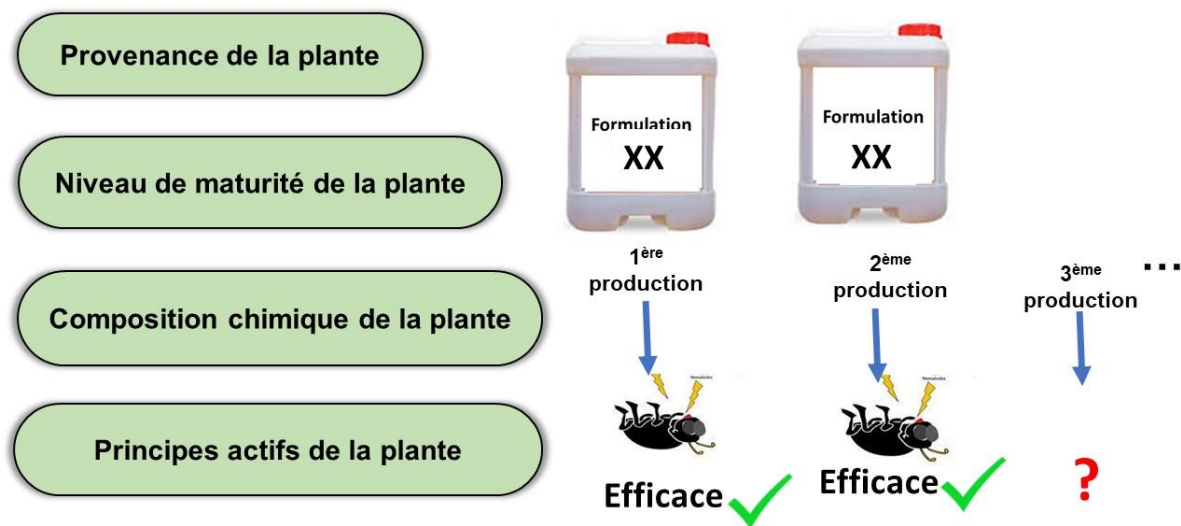 Provenance de la plante
Niveau de maturité de la plante
Composition chimique de la plante
Principes actifs de la plante
Formulation
XX
Formulation
XX
1ère
production
2ème
production
3ème
production
...
Efficace
Efficace
?